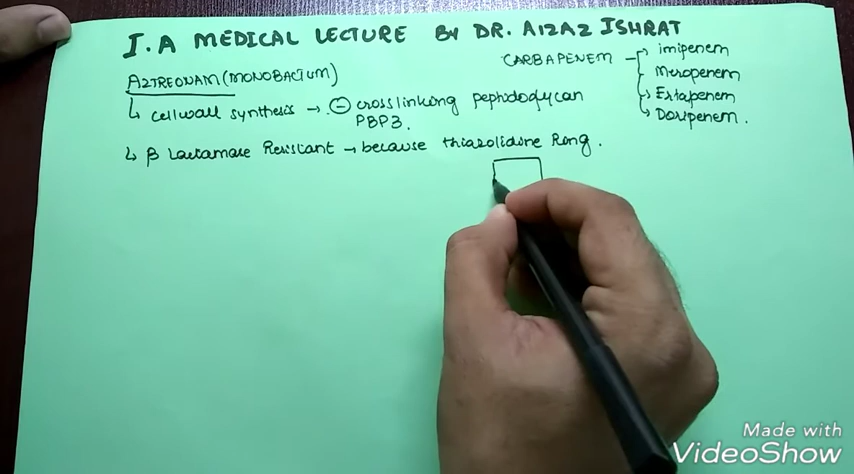 I.A MEDICAL LECTURE By DR. AIZAZ ISHRAT
AZTREONAM (MONOBACTUM)
↳ cellwall synthesis → ⊖ crosslinking peptidodgycan
PBP3.
↳ β Lactamase Resistant → because thiazolidine Ring.
CARBAPENEM → imipenem
Meropenem
Ertapenem
Doripenem.
Made with
VideoShow